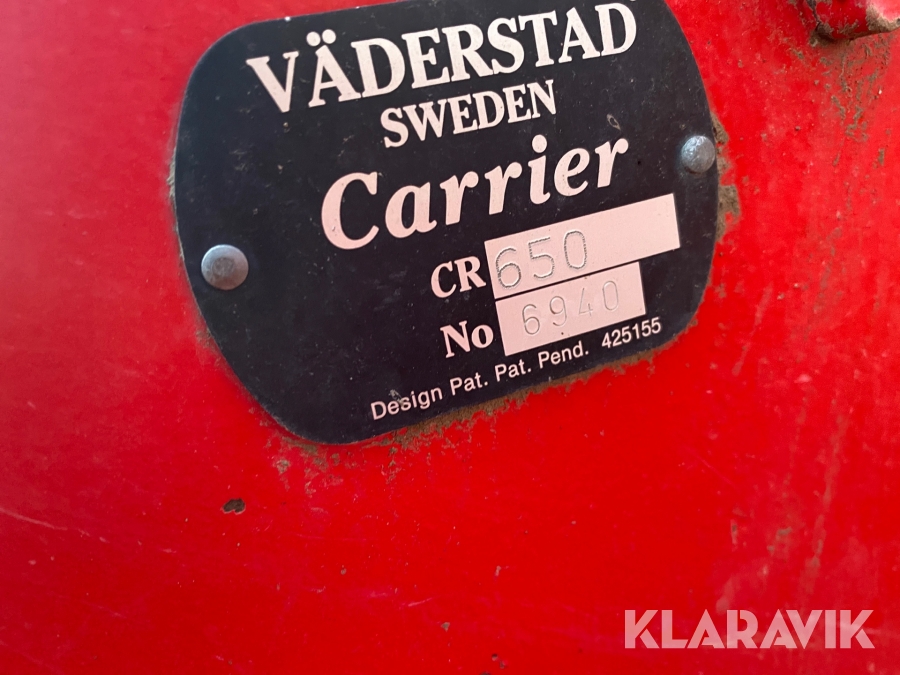 VÄDERSTAD
SWEDEN
Carrier
CR 650
No 6940
Design Pat. Pat. Pend. 425155
KLARAVIK